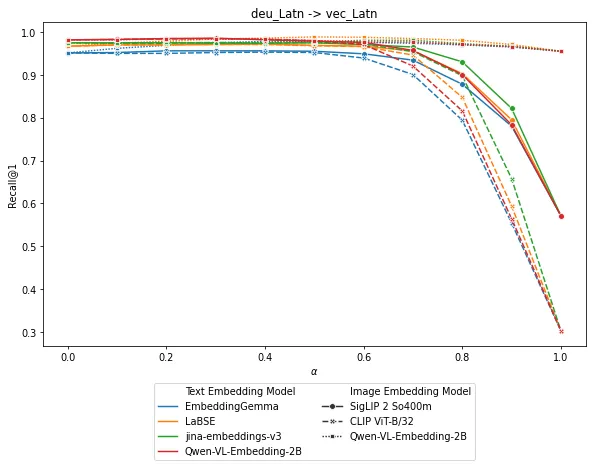 deu_Latn -> vec_Latn
Recall@1
1.0
0.9
0.8
0.7
0.6
0.5
0.4
0.3
0.0
0.2
0.4
0.6
0.8
1.0
α
Text Embedding Model
EmbeddingGemma
LaBSE
jina-embeddings-v3
Qwen-VL-Embedding-2B
Image Embedding Model
SigLIP 2 So400m
CLIP ViT-B/32
Qwen-VL-Embedding-2B